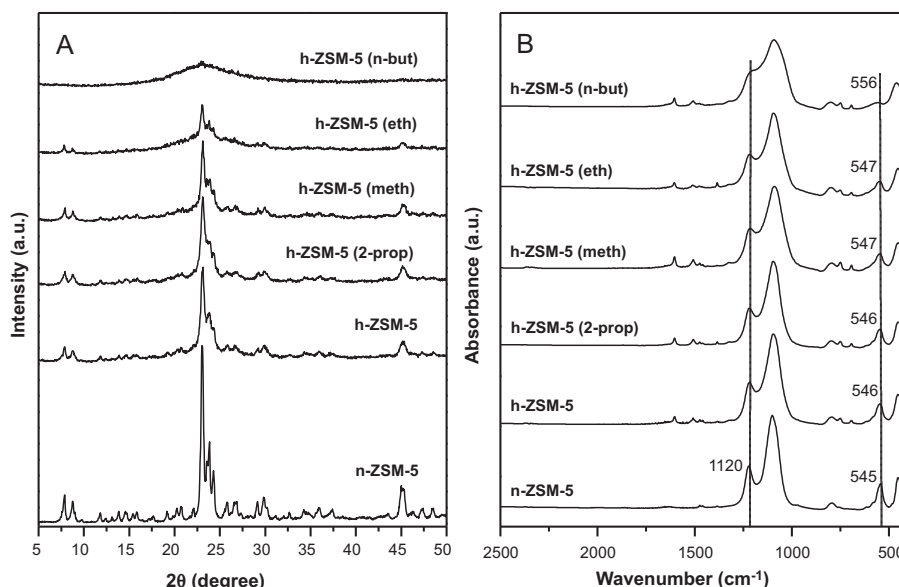 A
h-ZSM-5 (n-but)
h-ZSM-5 (eth)
h-ZSM-5 (meth)
h-ZSM-5 (2-prop)
h-ZSM-5
n-ZSM-5
Intensity (a.u.)
5 10 15 20 25 30 35 40 45 50
2θ (degree)
B
h-ZSM-5 (n-but) 556
h-ZSM-5 (eth) 547
h-ZSM-5 (meth) 547
h-ZSM-5 (2-prop) 546
h-ZSM-5 546
n-ZSM-5 1120 545
Absorbance (a.u.)
2500 2000 1500 1000 500
Wavenumber (cm⁻¹)